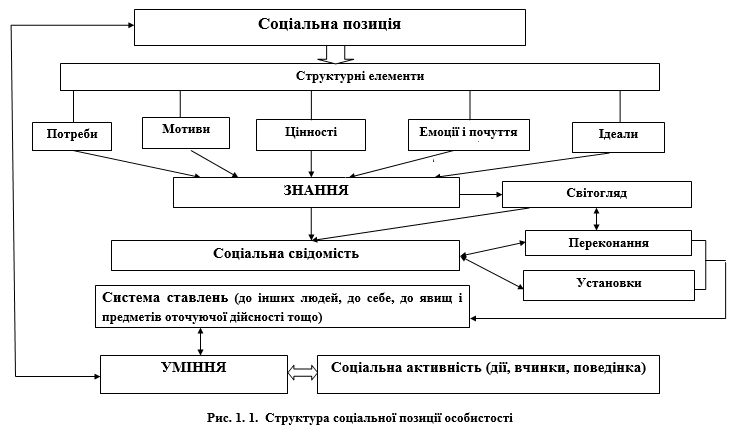 Соціальна позиція
Структурні елементи
Потреби
Мотиви
Цінності
Емоції і почуття
Ідеали
ЗНАННЯ
Світогляд
Соціальна свідомість
Переконання
Установки
Система ставлень (до інших людей, до себе, до явищ і
предметів оточуючої дійсності тощо)
УМІННЯ
Соціальна активність (дії, вчинки, поведінка)
Рис. 1. 1. Структура соціальної позиції особистості